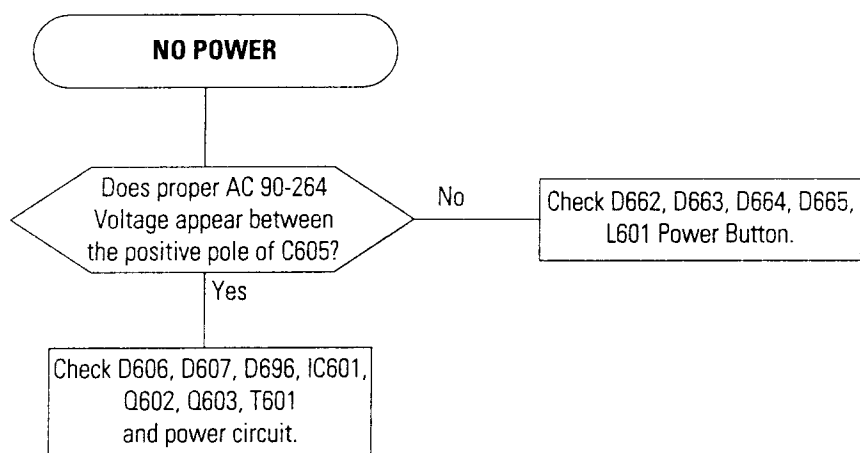 NO POWER
Does proper AC 90-264
Voltage appear between
the positive pole of C605?
No
Check D662, D663, D664, D665,
L601 Power Button.
Yes
Check D606, D607, D696, IC601,
Q602, Q603, T601
and power circuit.